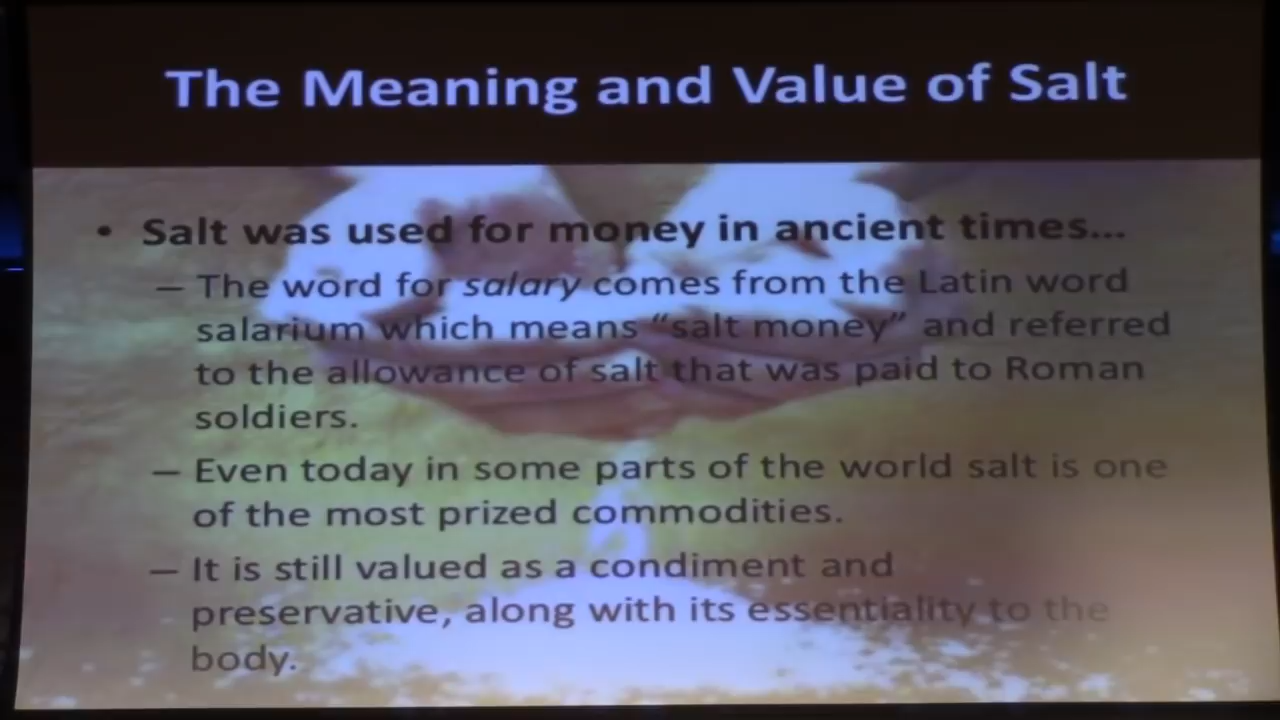 The Meaning and Value of Salt
• Salt was used for money in ancient times...
– The word for salary comes from the Latin word
salarium which means “salt money” and referred
to the allowance of salt that was paid to Roman
soldiers.
– Even today in some parts of the world salt is one
of the most prized commodities.
– It is still valued as a condiment and
preservative, along with its essentiality to the
body.